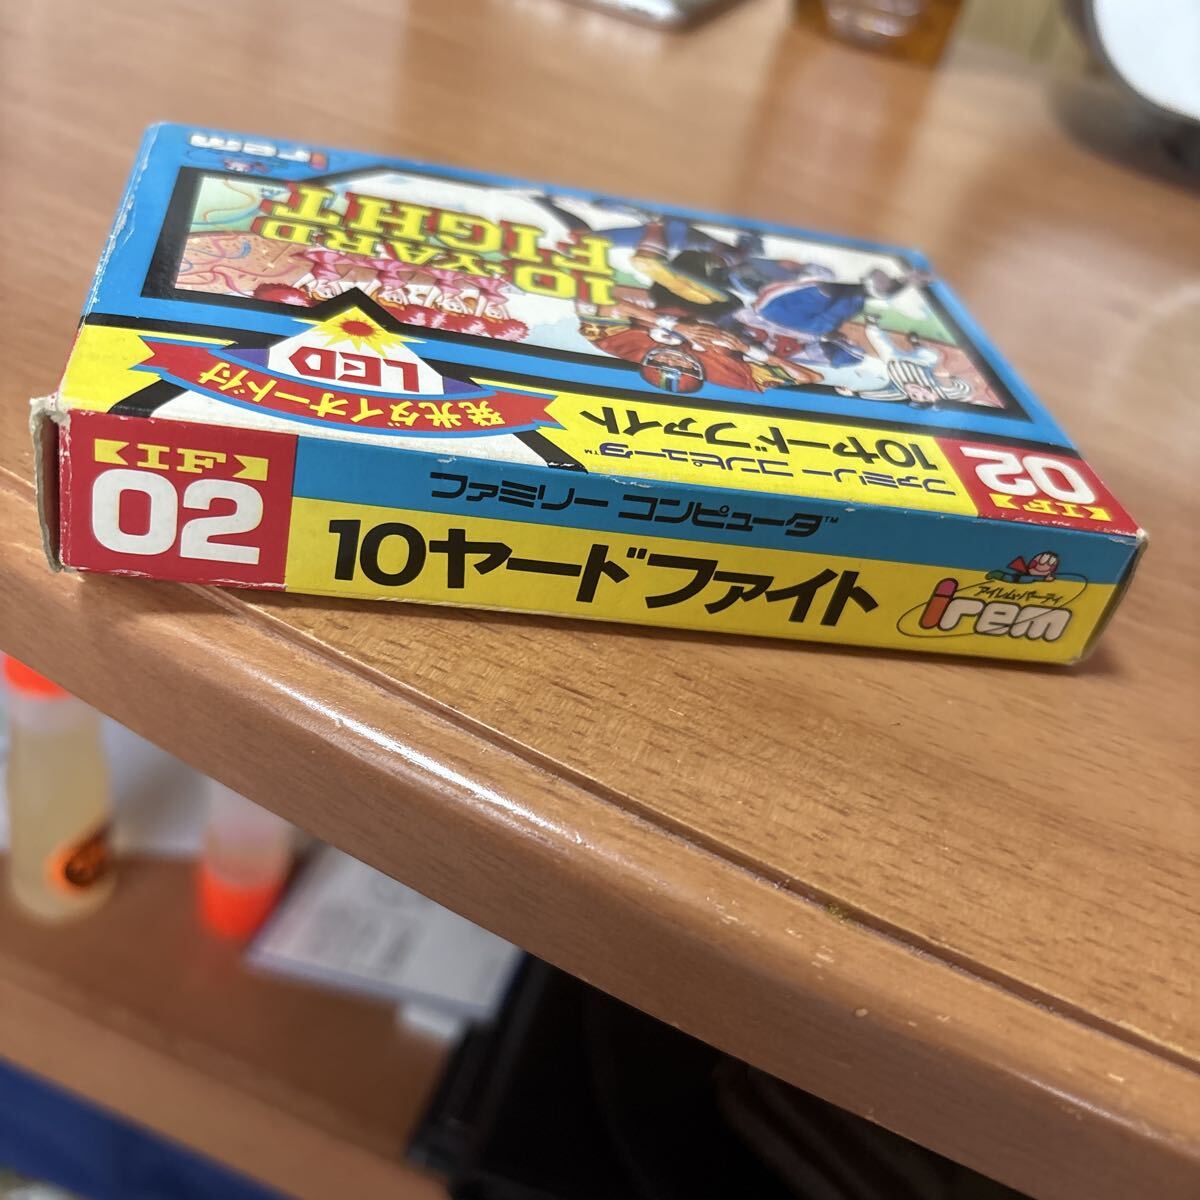 irem
10-YARD
FIGHT
LED
発光ダイオード付
ファミリー コンピュータ™
10ヤードファイト
IF
02
IF
02
ファミリー コンピュータ™
10ヤードファイト
アイレムパーティ
irem